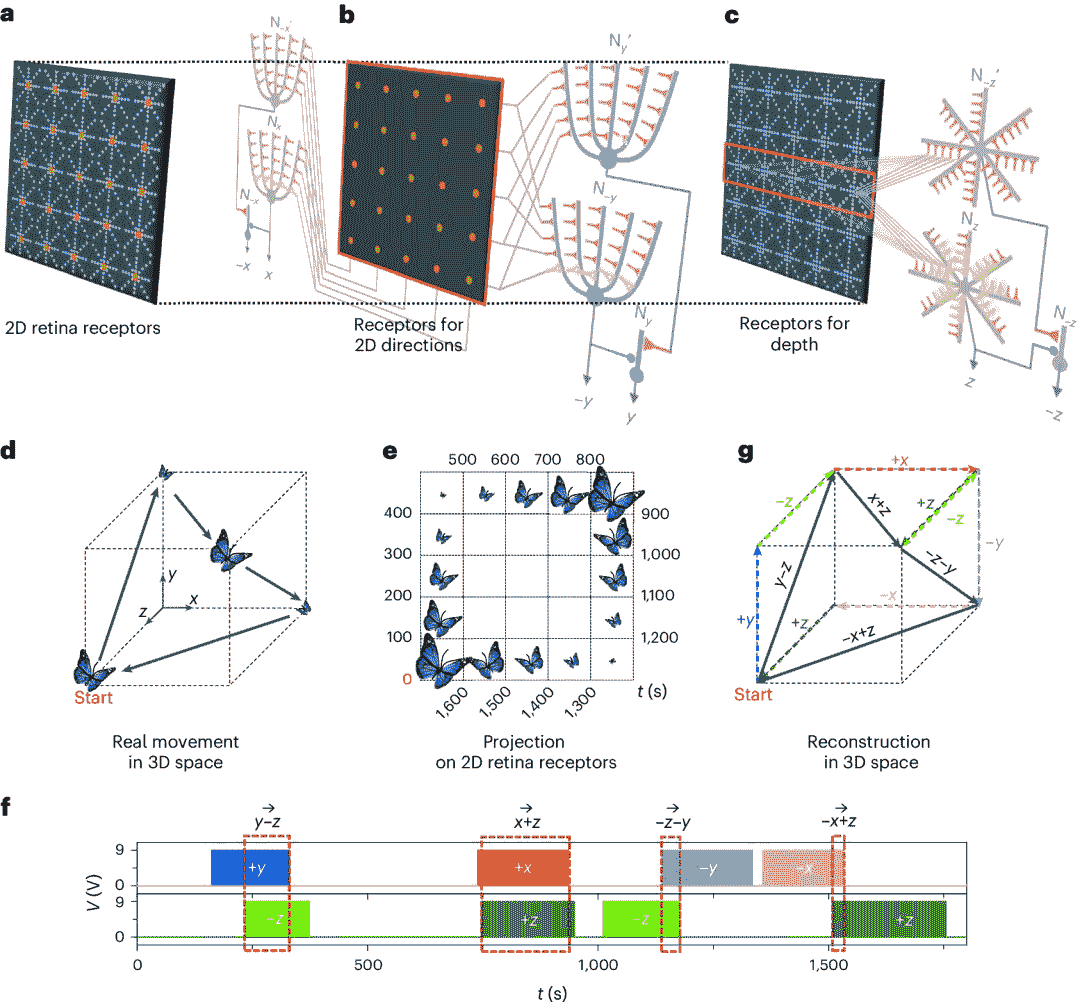 a
b
c
N-x′
Nx
N-x
-x
x
Ny′
N-y
Ny
-y
y
N-z′
Nz
N-z
z
-z
2D retina receptors
Receptors for
2D directions
Receptors for
depth
d
y
x
z
Start
Real movement
in 3D space
e
500 600 700 800
400
300
200
100
0
900
1,000
1,100
1,200
t (s)
1,600 1,500 1,400 1,300
Projection
on 2D retina receptors
g
+x
-z
x+z
+z
-z
-z-y
-y
y-z
+y
+z
-x
-x+z
Start
Reconstruction
in 3D space
f
y-z
x+z
-z-y
-x+z
V (V)
9
0
9
0
+y
+x
-y
-x
-z
+z
-z
+z
0 500 1,000 1,500
t (s)